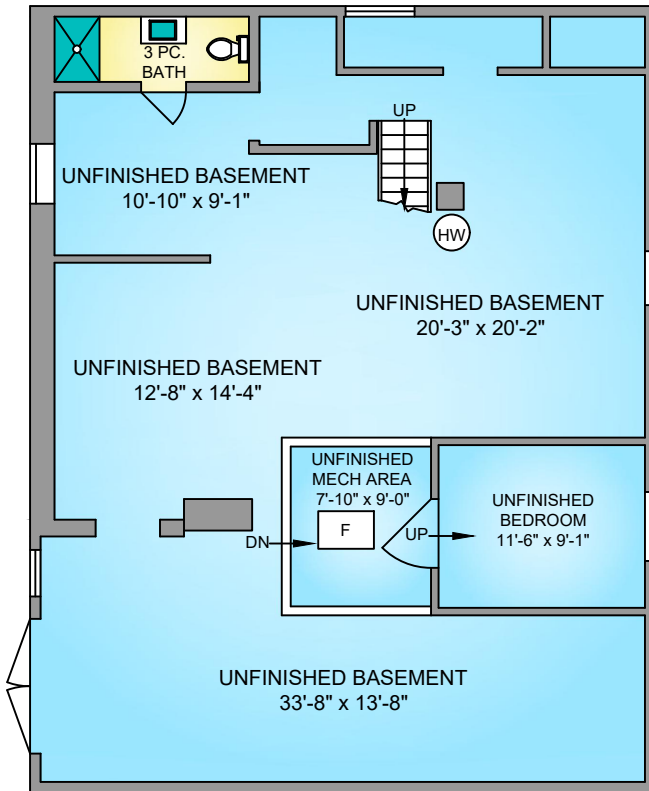 3 PC.
BATH
UP
UNFINISHED BASEMENT
10'-10" x 9'-1"
HW
UNFINISHED BASEMENT
20'-3" x 20'-2"
UNFINISHED BASEMENT
12'-8" x 14'-4"
UNFINISHED
MECH AREA
7'-10" x 9'-0"
UNFINISHED
BEDROOM
11'-6" x 9'-1"
F
UP
DN
UNFINISHED BASEMENT
33'-8" x 13'-8"